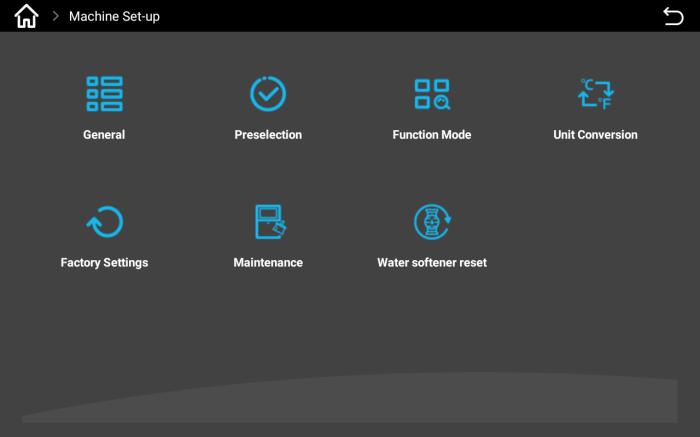 Machine Set-up
General
Preselection
Function Mode
°C
°F
Unit Conversion
Factory Settings
Maintenance
Water softener reset